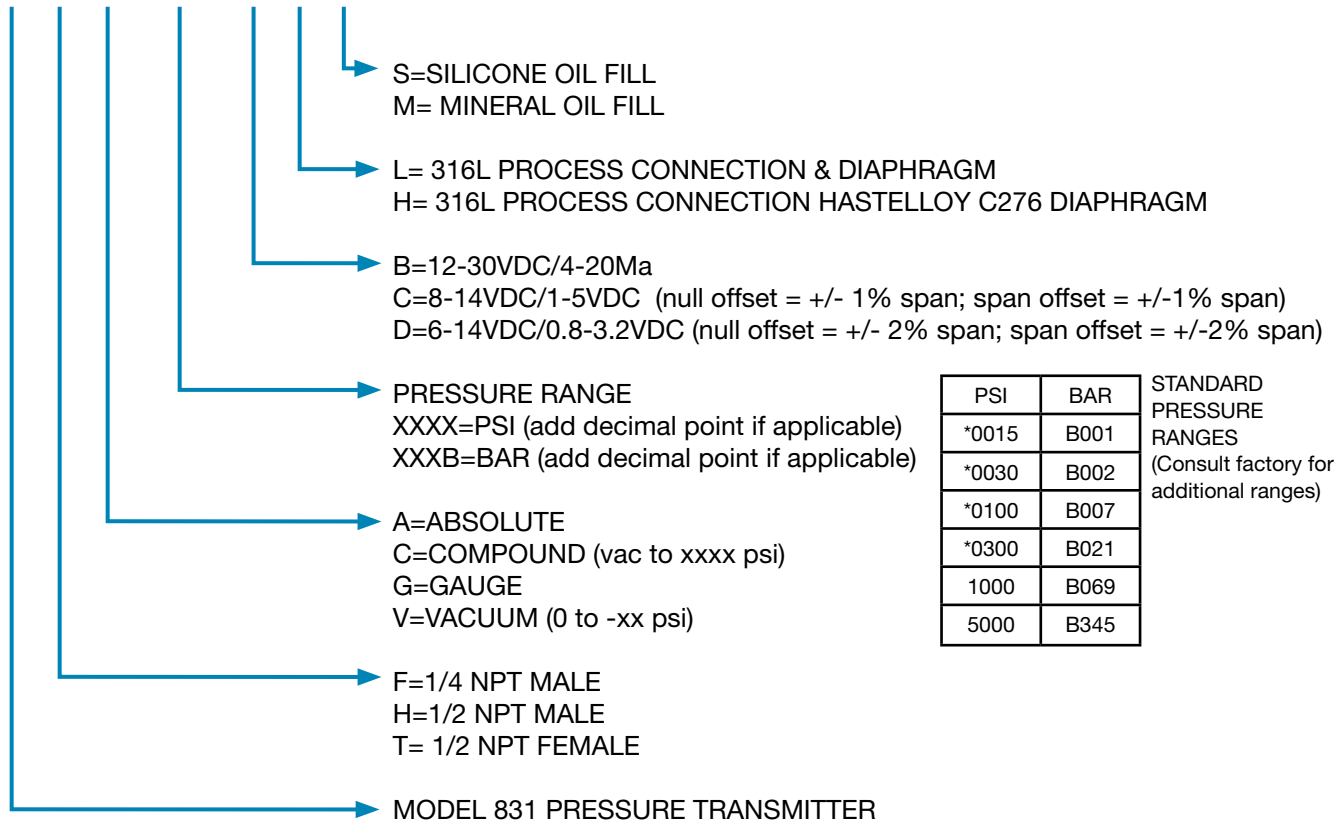 S=SILICONE OIL FILL
M= MINERAL OIL FILL
L= 316L PROCESS CONNECTION & DIAPHRAGM
H= 316L PROCESS CONNECTION HASTELLOY C276 DIAPHRAGM
B=12-30VDC/4-20Ma
C=8-14VDC/1-5VDC (null offset = +/- 1% span; span offset = +/-1% span)
D=6-14VDC/0.8-3.2VDC (null offset = +/- 2% span; span offset = +/-2% span)
PRESSURE RANGE
XXXX=PSI (add decimal point if applicable)
XXXB=BAR (add decimal point if applicable)
PSI BAR
*0015 B001
*0030 B002
*0100 B007
*0300 B021
1000 B069
5000 B345
STANDARD
PRESSURE
RANGES
(Consult factory for
additional ranges)
A=ABSOLUTE
C=COMPOUND (vac to xxxx psi)
G=GAUGE
V=VACUUM (0 to -xx psi)
F=1/4 NPT MALE
H=1/2 NPT MALE
T= 1/2 NPT FEMALE
MODEL 831 PRESSURE TRANSMITTER